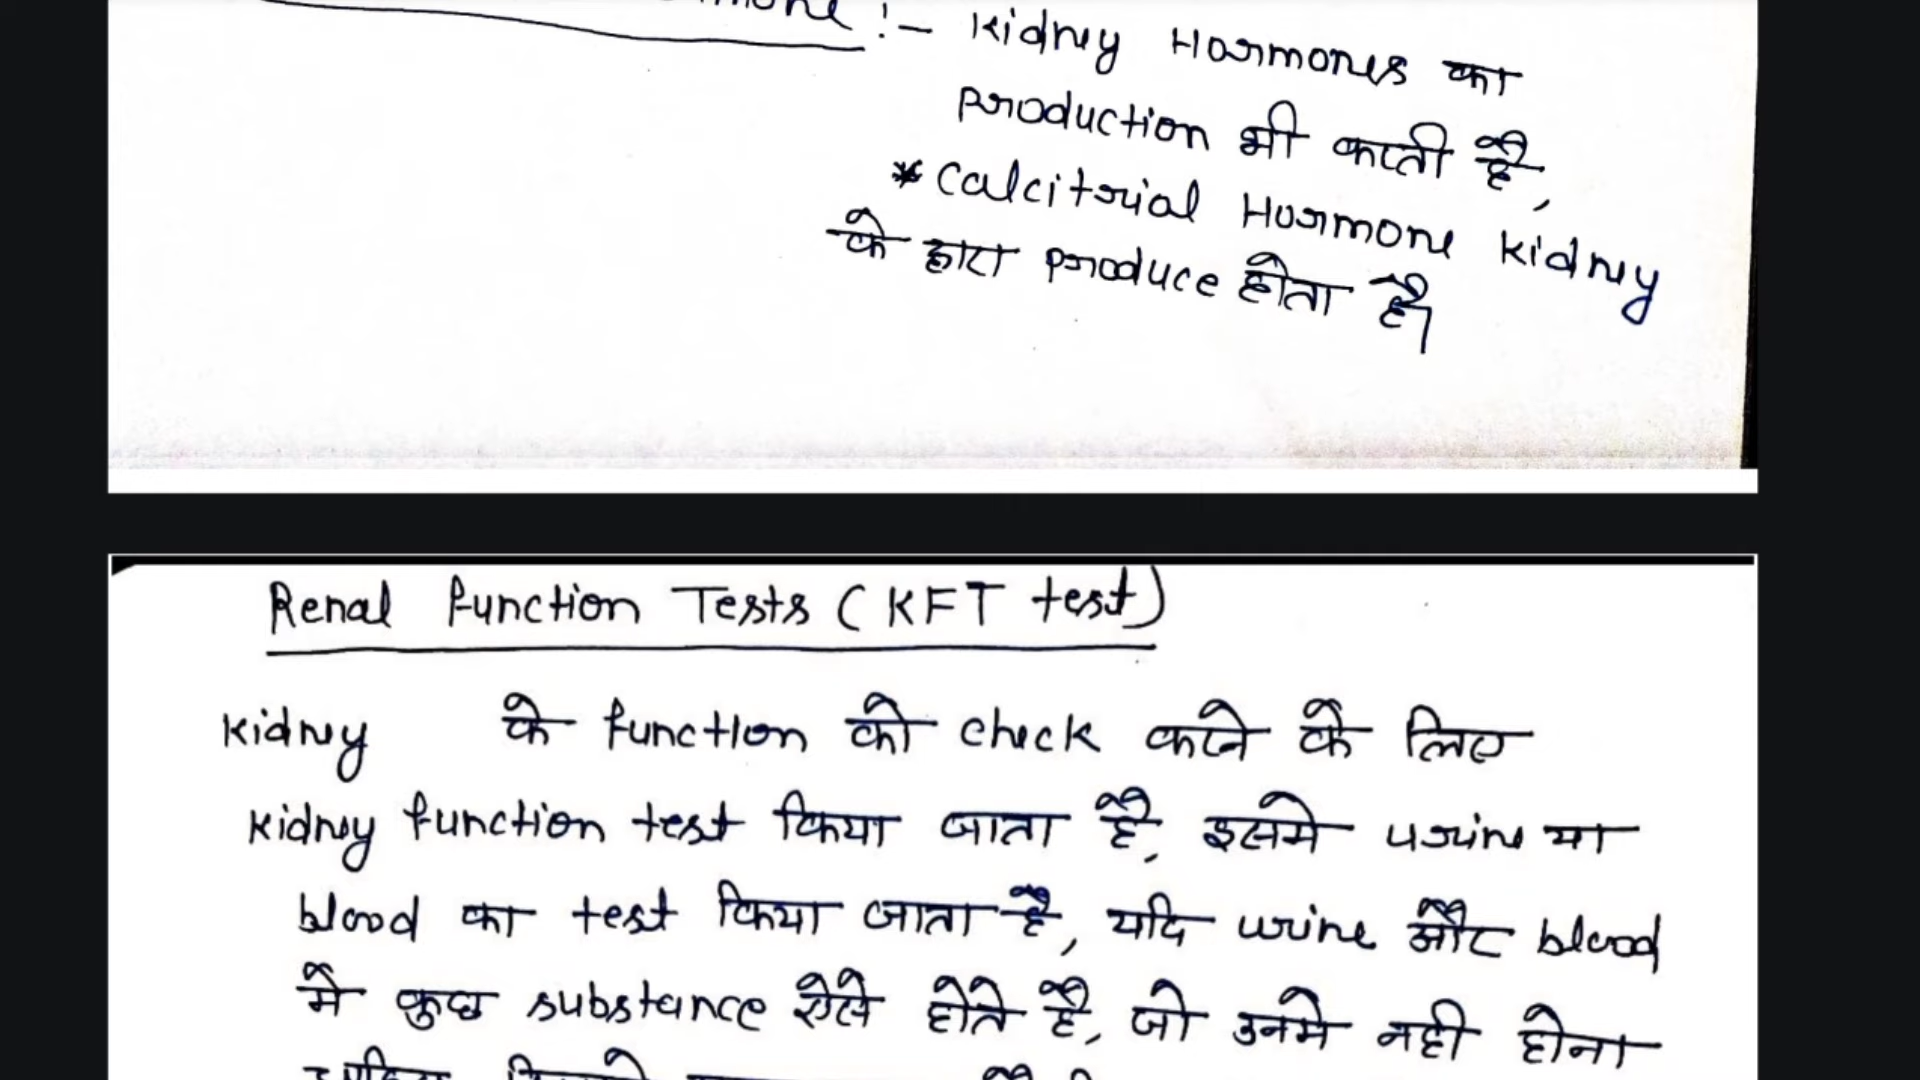 :- Kidney Hormones का
production भी करती है,
* Calcitrial Hormone Kidney
के द्वारा produce होता है।
Renal function Tests (KFT test)
Kidney के function को check करने के लिए
Kidney function test किया जाता है, इसमे urine या
blood का test किया जाता है, यदि urine और blood
मे कुछ substance ऐसे होते है, जो उनमे नही होना